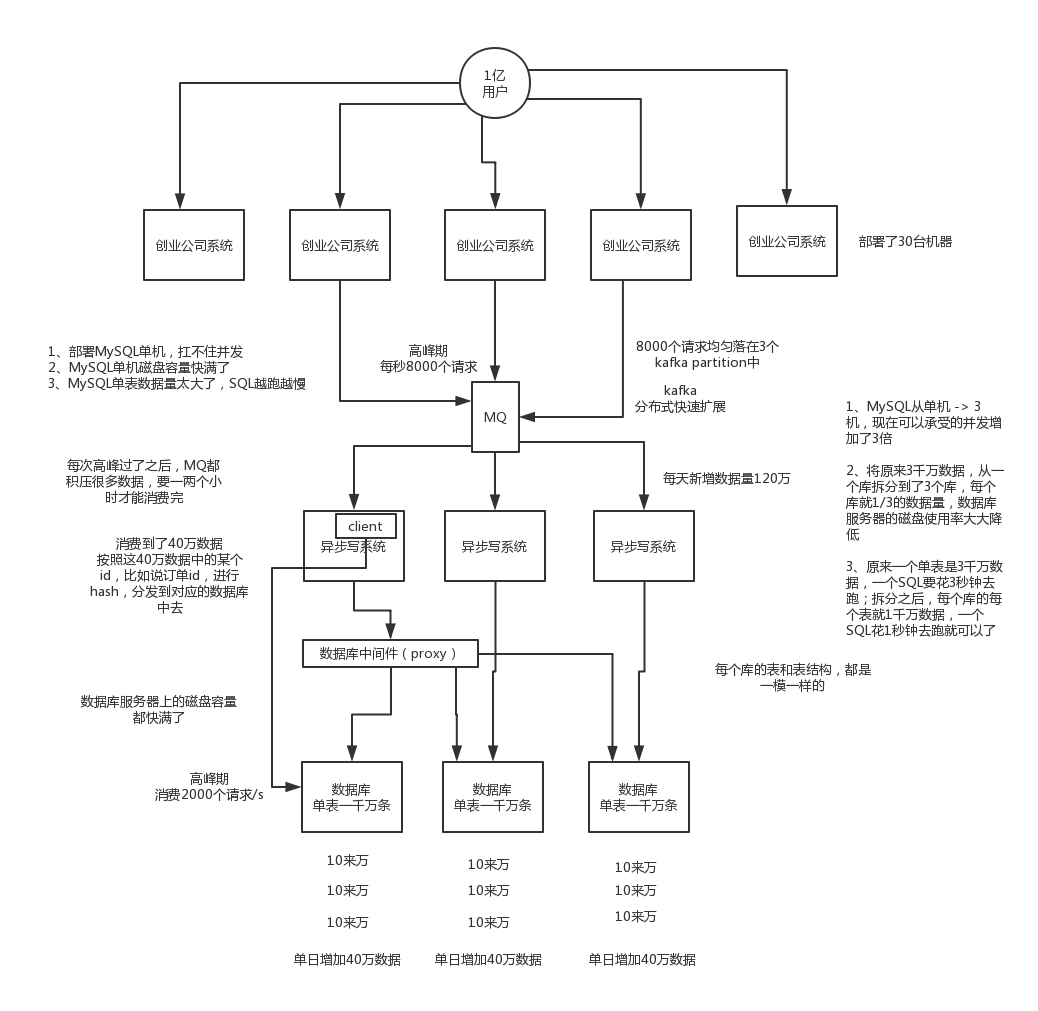 1亿
用户
创业公司系统
创业公司系统
创业公司系统
创业公司系统
创业公司系统
部署了30台机器
1、部署MySQL单机，扛不住并发
2、MySQL单机磁盘容量快满了
3、MySQL单表数据量太大了，SQL越跑越慢
高峰期
每秒8000个请求
8000个请求均匀落在3个
kafka partition中
kafka
分布式快速扩展
MQ
1、MySQL从单机 -> 3
机，现在可以承受的并发增
加了3倍
2、将原来3千万数据，从一
个库拆分到了3个库，每个
库就1/3的数据量，数据库
服务器的磁盘使用率大大降
低
3、原来一个单表是3千万数
据，一个SQL要花3秒钟去
跑；拆分之后，每个库的每
个表就1千万数据，一个
SQL花1秒钟去跑就可以了
每次高峰过了之后，MQ都
积压很多数据，要一两个小
时才能消费完
每天新增数据量120万
client
异步写系统
异步写系统
异步写系统
消费到了40万数据
按照这40万数据中的某个
id，比如说订单id，进行
hash，分发到对应的数据库
中去
数据库中间件（proxy）
每个库的表和表结构，都是
一模一样的
数据库服务器上的磁盘容量
都快满了
高峰期
消费2000个请求/s
数据库
单表一千万条
数据库
单表一千万条
数据库
单表一千万条
10来万
10来万
10来万
10来万
10来万
10来万
10来万
10来万
10来万
单日增加40万数据
单日增加40万数据
单日增加40万数据